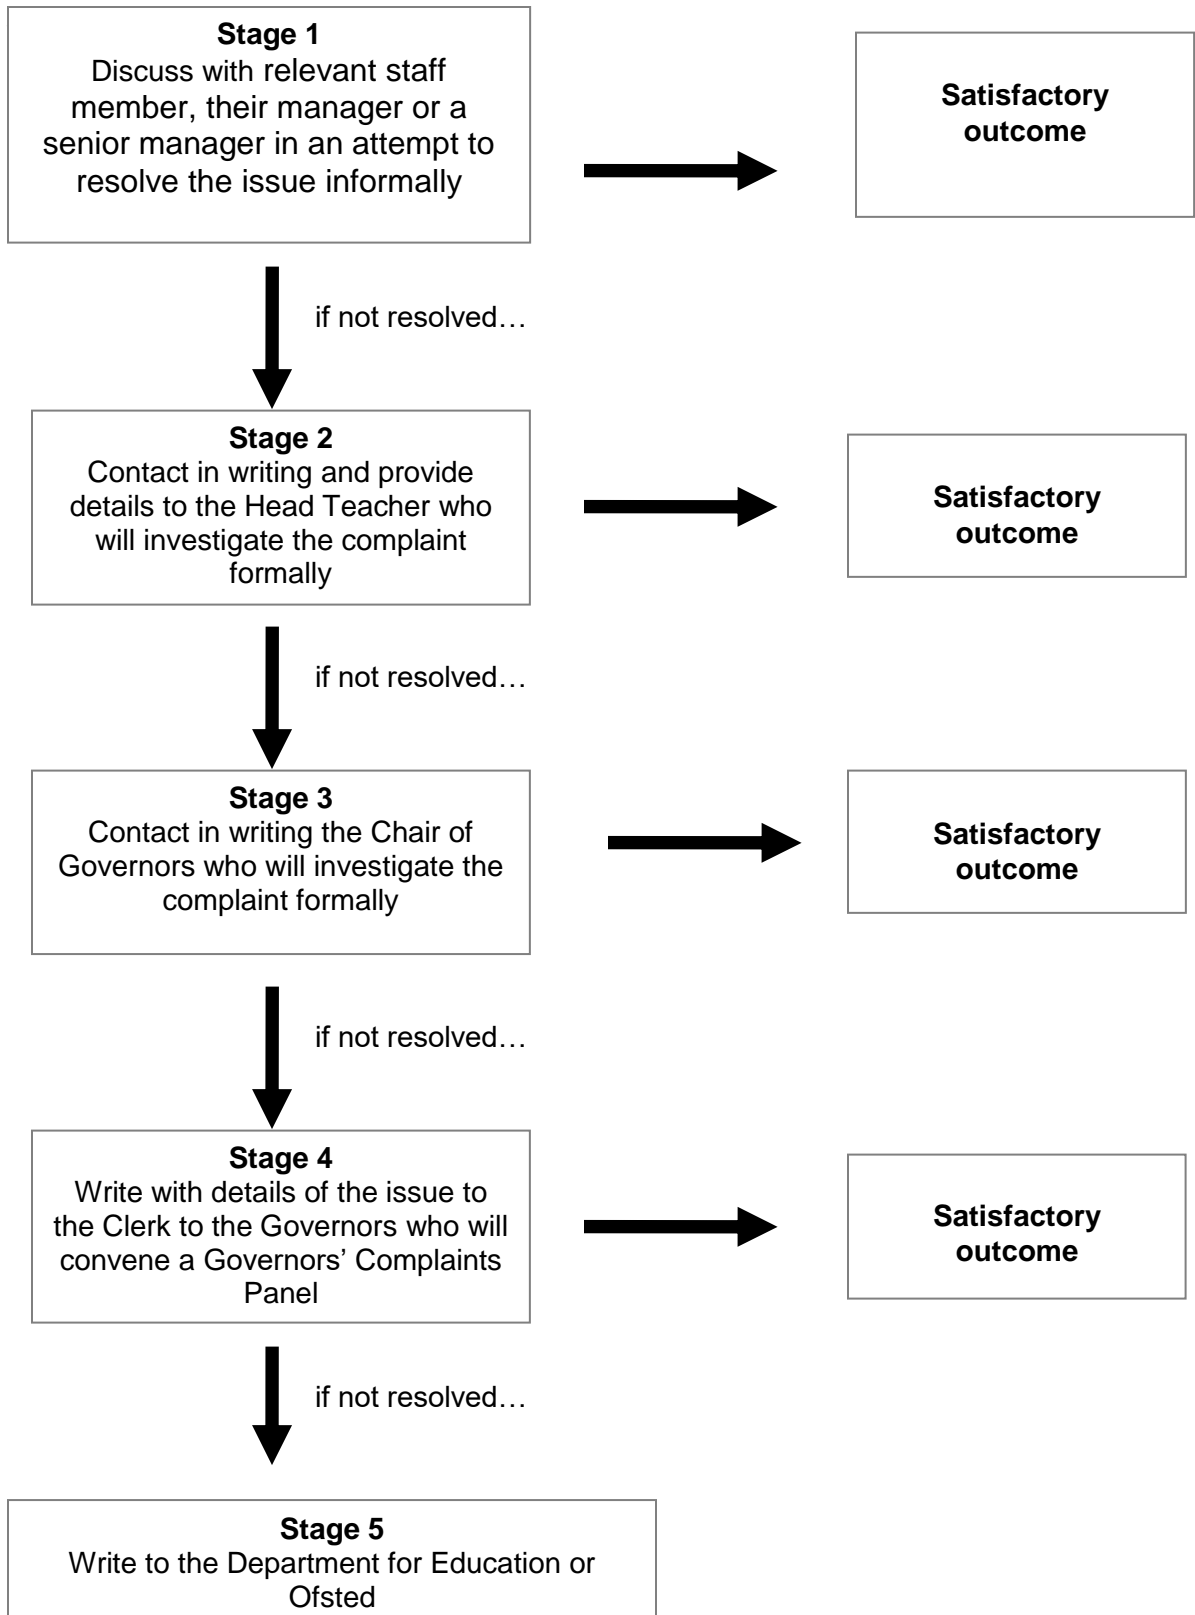 Stage 1
Discuss with relevant staff
member, their manager or a
senior manager in an attempt to
resolve the issue informally
Satisfactory
outcome
if not resolved…
Stage 2
Contact in writing and provide
details to the Head Teacher who
will investigate the complaint
formally
Satisfactory
outcome
if not resolved…
Stage 3
Contact in writing the Chair of
Governors who will investigate the
complaint formally
Satisfactory
outcome
if not resolved…
Stage 4
Write with details of the issue to
the Clerk to the Governors who will
convene a Governors’ Complaints
Panel
Satisfactory
outcome
if not resolved…
Stage 5
Write to the Department for Education or
Ofsted